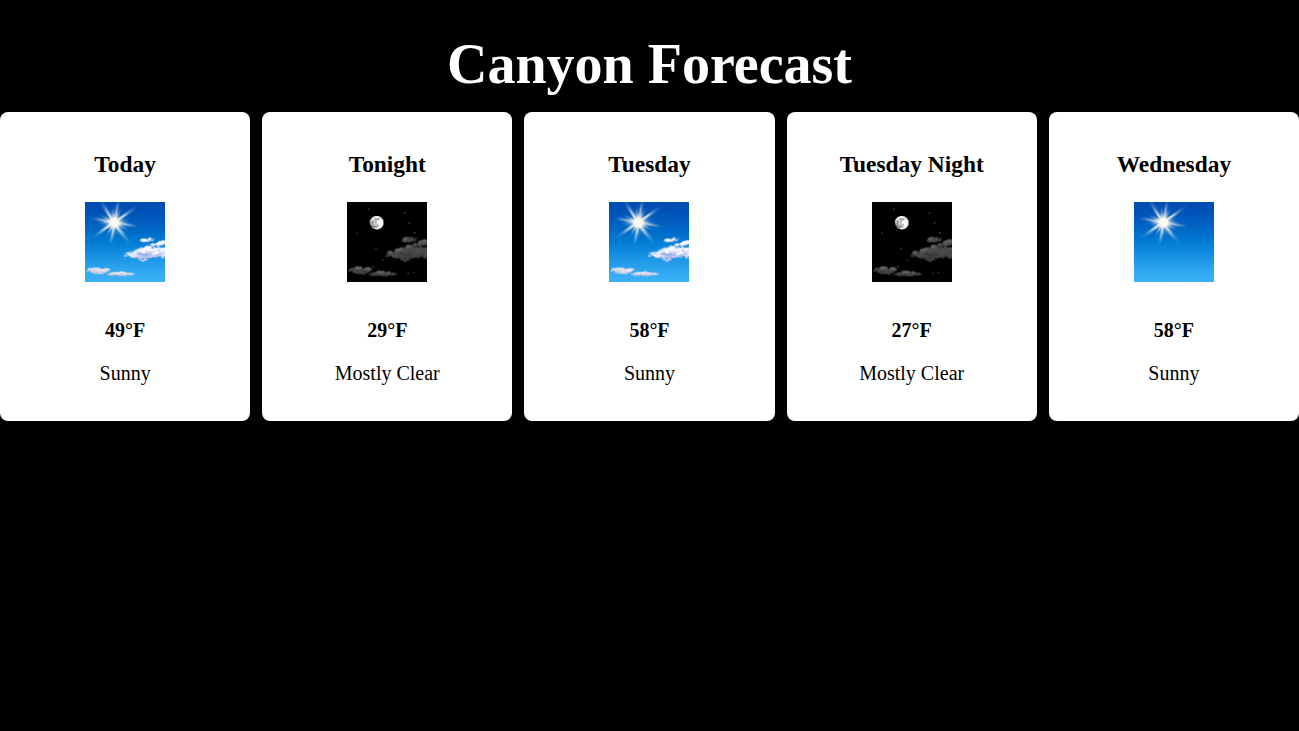 Canyon Forecast
Today
49°F
Sunny
Tonight
29°F
Mostly Clear
Tuesday
58°F
Sunny
Tuesday Night
27°F
Mostly Clear
Wednesday
58°F
Sunny